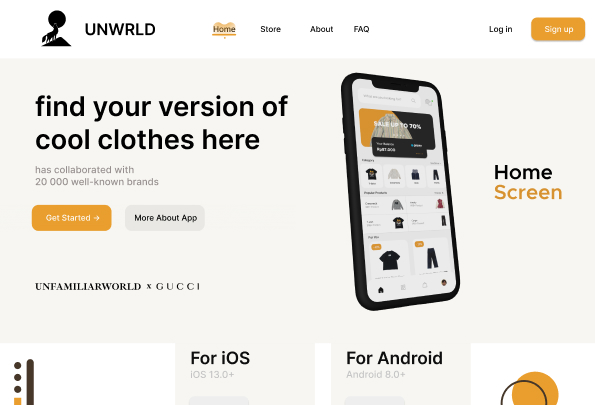 UNWRLD
Home
Store
About
FAQ
Log in
Sign up
find your version of
cool clothes here
has collaborated with
20 000 well-known brands
Get Started →
More About App
SALE UP TO 70%
Home
Screen
UNFAMILIARWORLD x GUCCI
For iOS
iOS 13.0+
For Android
Android 8.0+